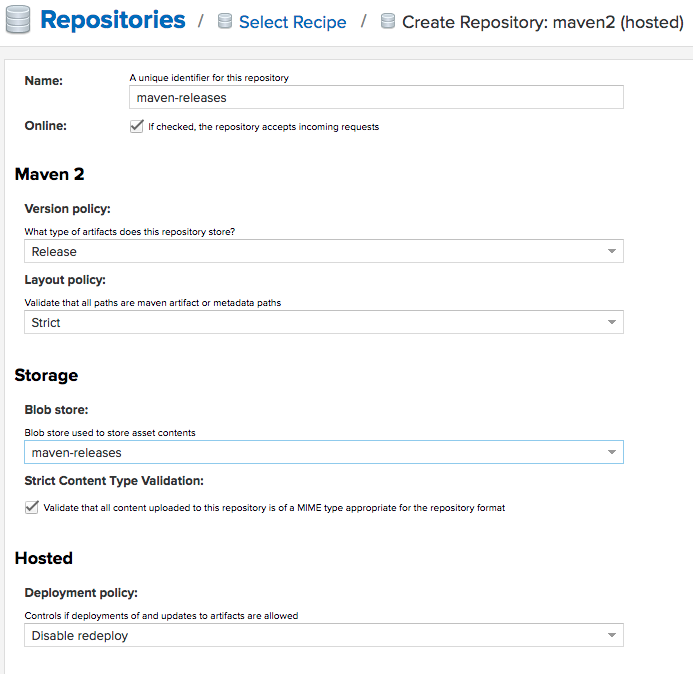 Repositories / Select Recipe / Create Repository: maven2 (hosted)
Name: A unique identifier for this repository
maven-releases
Online: If checked, the repository accepts incoming requests
Maven 2
Version policy:
What type of artifacts does this repository store?
Release
Layout policy:
Validate that all paths are maven artifact or metadata paths
Strict
Storage
Blob store:
Blob store used to store asset contents
maven-releases
Strict Content Type Validation:
Validate that all content uploaded to this repository is of a MIME type appropriate for the repository format
Hosted
Deployment policy:
Controls if deployments of and updates to artifacts are allowed
Disable redeploy